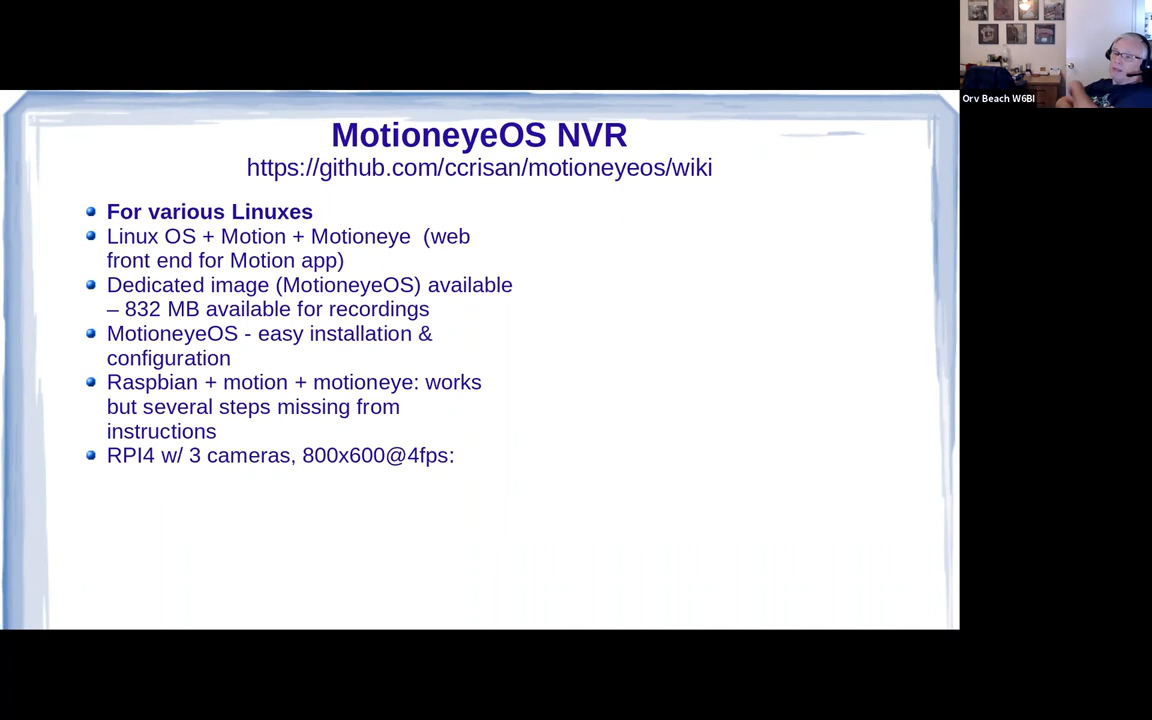 MotioneyeOS NVR
https://github.com/ccrisan/motioneyeos/wiki
For various Linuxes
Linux OS + Motion + Motioneye (web
front end for Motion app)
Dedicated image (MotioneyeOS) available
– 832 MB available for recordings
MotioneyeOS - easy installation &
configuration
Raspbian + motion + motioneye: works
but several steps missing from
instructions
RPI4 w/ 3 cameras, 800x600@4fps:
Orv Beach W6BI